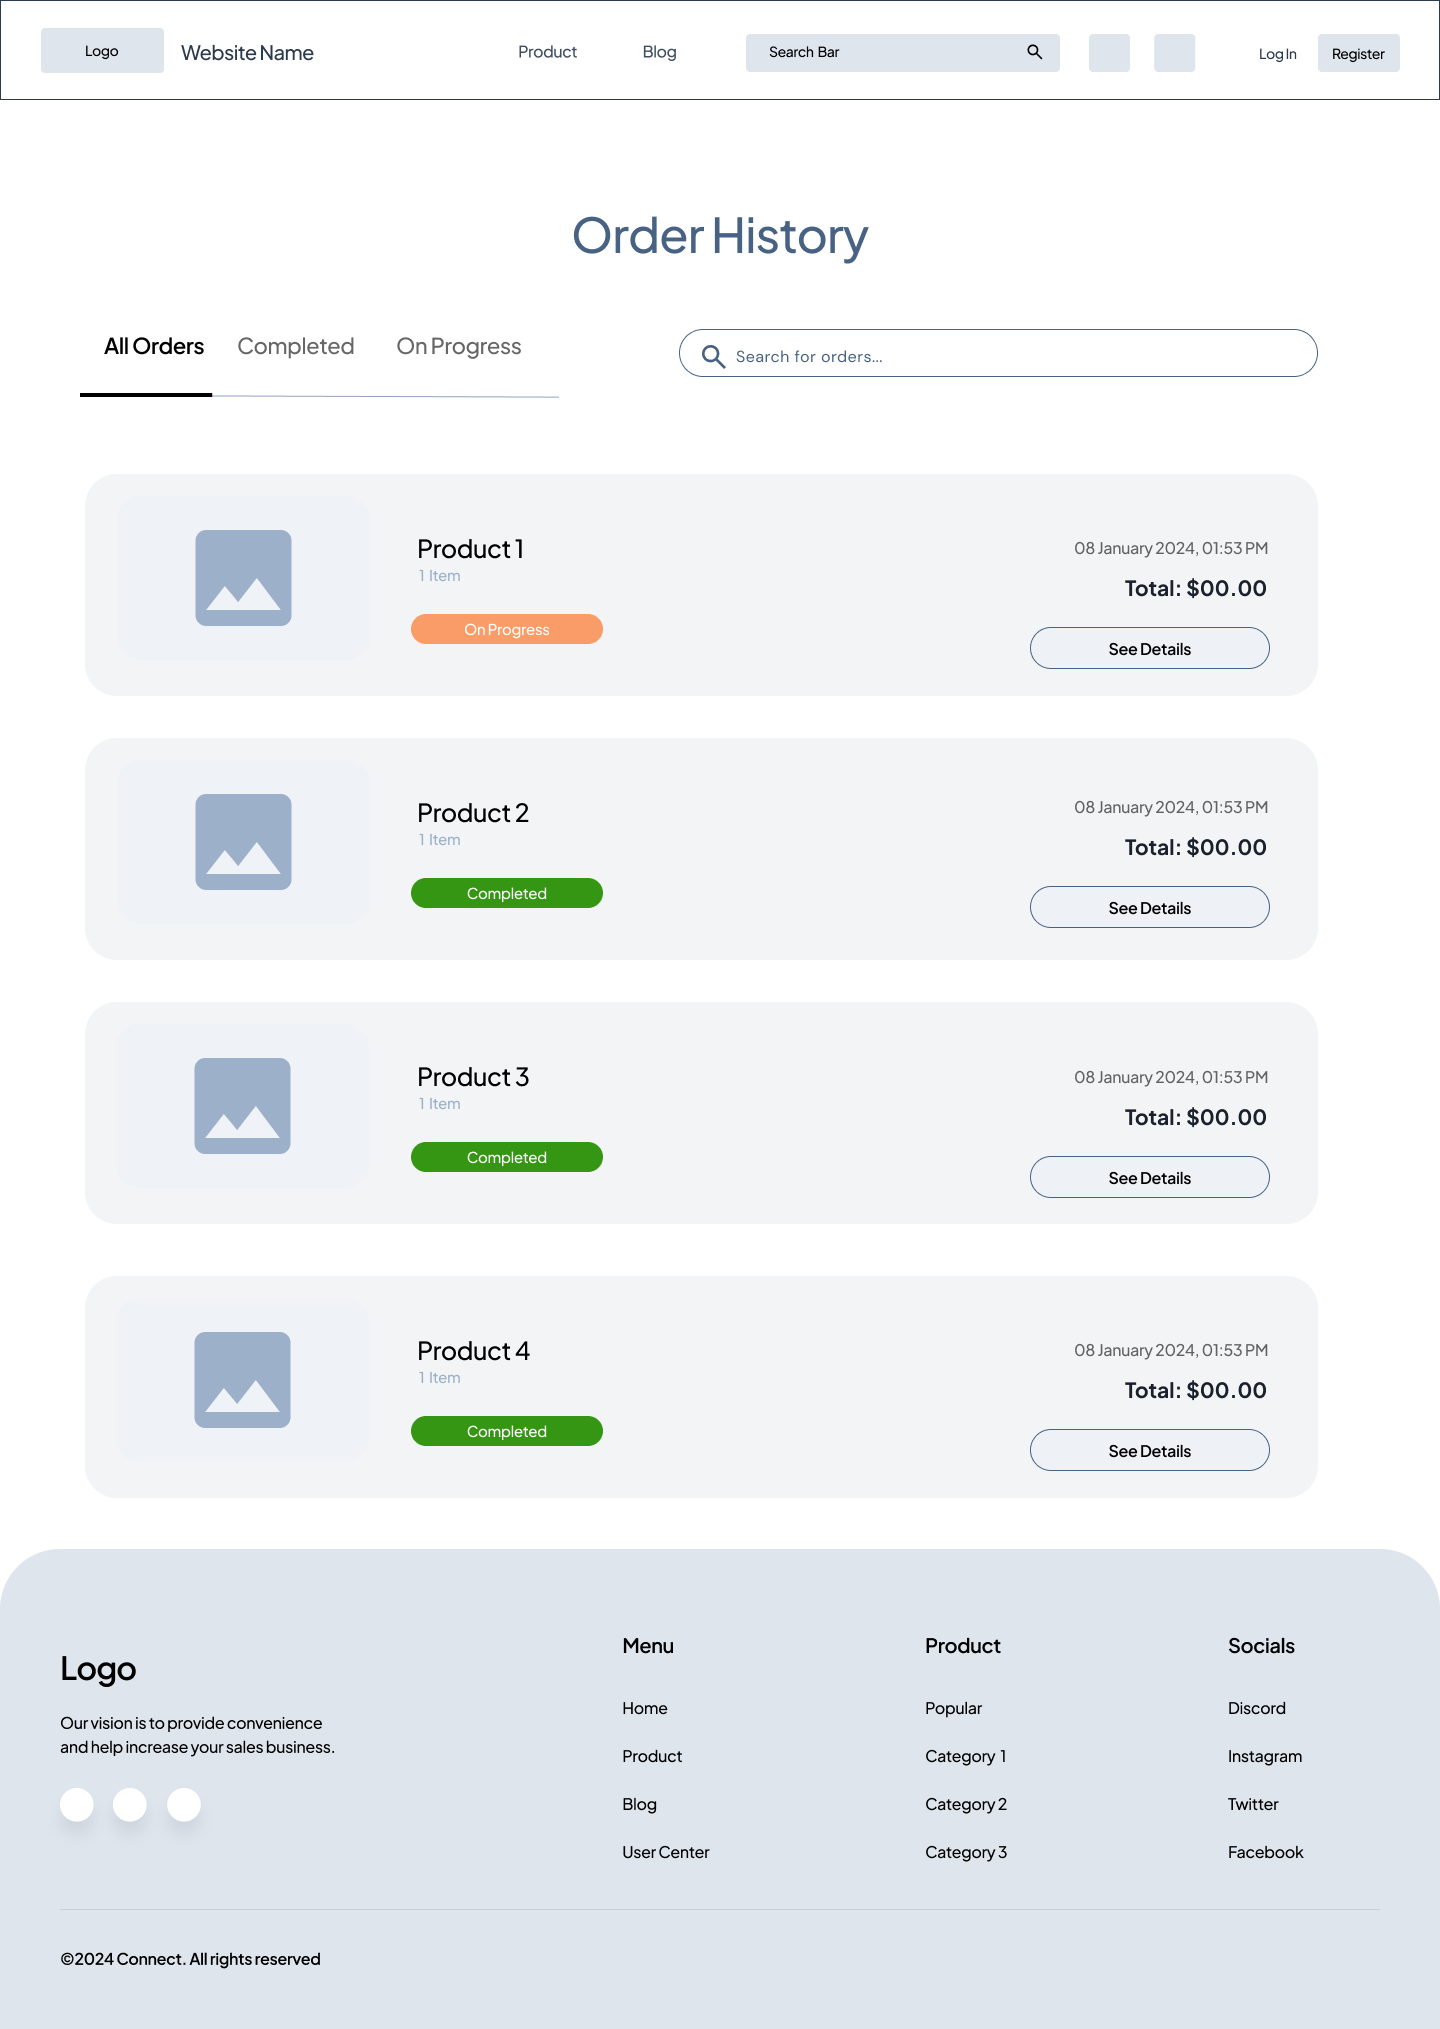 Logo
Website Name
Product
Blog
Search Bar
Log In
Register
Order History
All Orders
Completed
On Progress
Search for orders...
Product 1
1 Item
On Progress
08 January 2024, 01:53 PM
Total: $00.00
See Details
Product 2
1 Item
Completed
08 January 2024, 01:53 PM
Total: $00.00
See Details
Product 3
1 Item
Completed
08 January 2024, 01:53 PM
Total: $00.00
See Details
Product 4
1 Item
Completed
08 January 2024, 01:53 PM
Total: $00.00
See Details
Logo
Our vision is to provide convenience
and help increase your sales business.
Menu
Home
Product
Blog
User Center
Product
Popular
Category 1
Category 2
Category 3
Socials
Discord
Instagram
Twitter
Facebook
©2024 Connect. All rights reserved